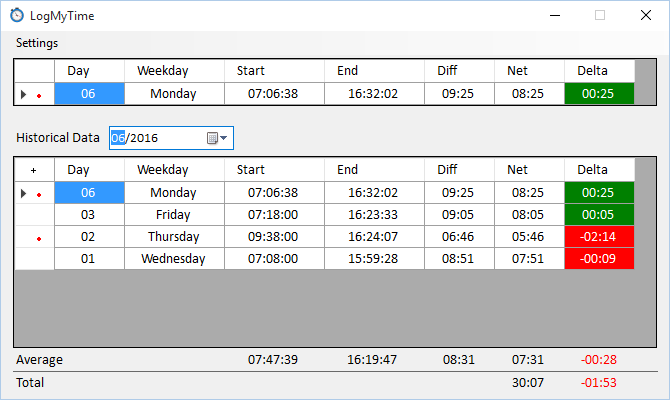 LogMyTime
Settings
Day Weekday Start End Diff Net Delta
06 Monday 07:06:38 16:32:02 09:25 08:25 00:25
Historical Data 06/2016
+ Day Weekday Start End Diff Net Delta
06 Monday 07:06:38 16:32:02 09:25 08:25 00:25
03 Friday 07:18:00 16:23:33 09:05 08:05 00:05
02 Thursday 09:38:00 16:24:07 06:46 05:46 -02:14
01 Wednesday 07:08:00 15:59:28 08:51 07:51 -00:09
Average 07:47:39 16:19:47 08:31 07:31 -00:28
Total 30:07 -01:53